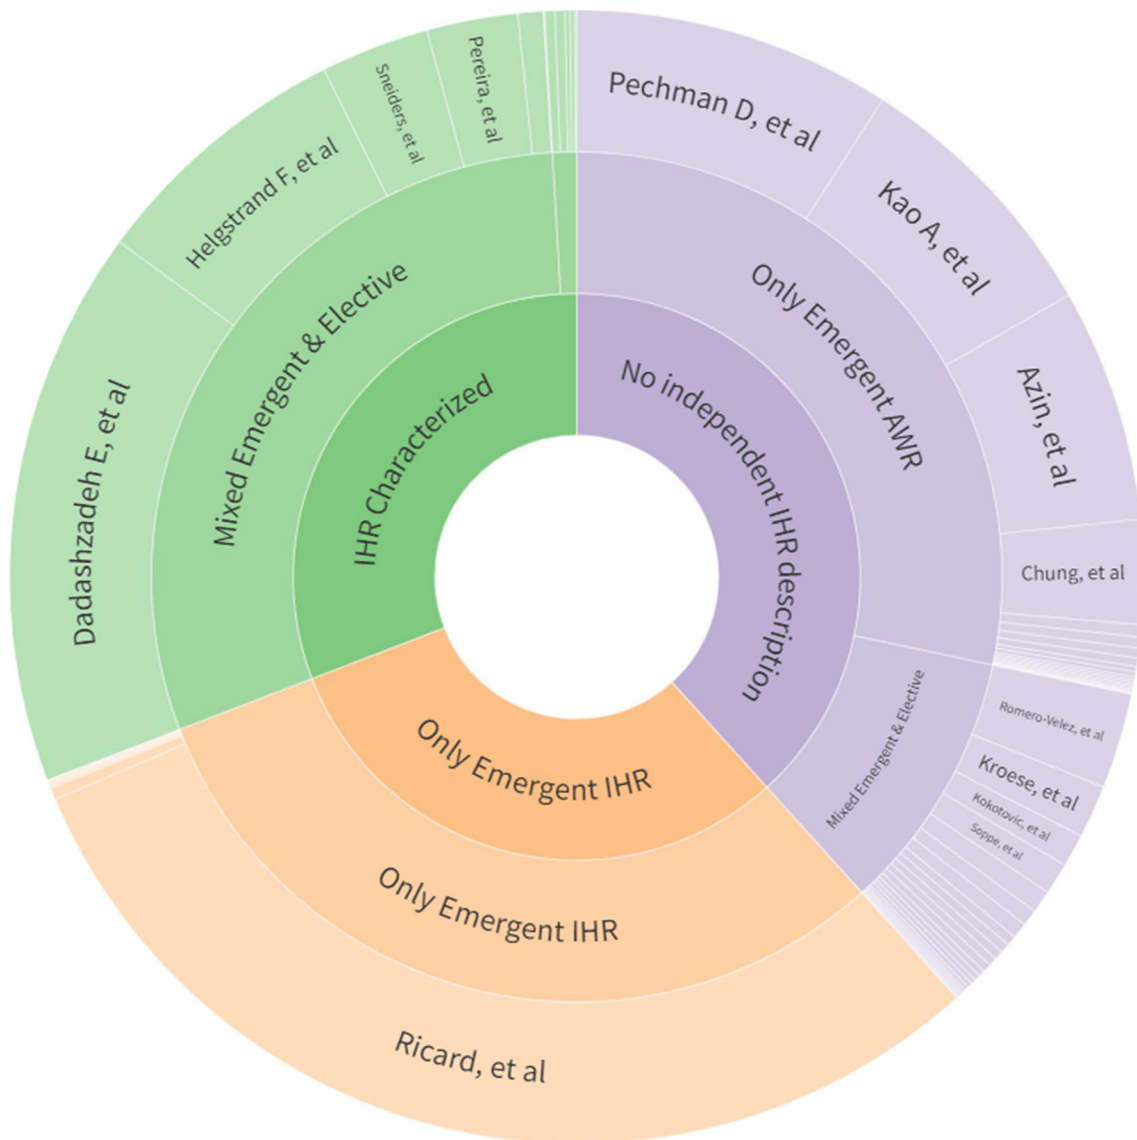 No independent IHR description
Only Emergent AWR
Pechman D, et al
Kao A, et al
Azin, et al
Chung, et al
Mixed Emergent & Elective
Romero-Velez, et al
Kroese, et al
Kokotovic, et al
Soppe, et al
Only Emergent IHR
Only Emergent IHR
Ricard, et al
IHR Characterized
Mixed Emergent & Elective
Dadashzadeh E, et al
Helgstrand F, et al
Sneiders, et al
Pereira, et al